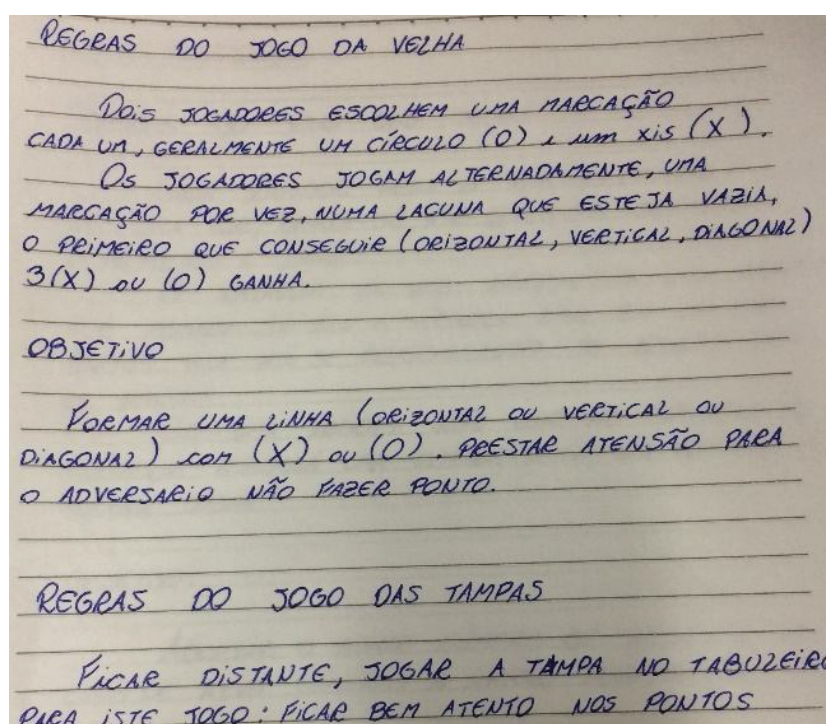 REGRAS DO JOGO DA VELHA
Dois JOGADORES ESCOLHEM UMA MARCAÇÃO
CADA UM, GERALMENTE UM CÍRCULO (O) e um xis (X).
Os JOGADORES JOGAM ALTERNADAMENTE, UMA
MARCAÇÃO POR VEZ, NUMA LACUNA QUE ESTEJA VAZIA,
O PRIMEIRO QUE CONSEGUIR (ORIZONTAL, VERTICAL, DIAGONAL)
3(X) ou (O) GANHA.
OBJETIVO
FORMAR UMA LINHA (ORIZONTAL OU VERTICAL OU
DIAGONAL) com (X) ou (O). PRESTAR ATENSÃO PARA
O ADVERSARIO NÃO FAZER PONTO.
REGRAS DO JOGO DAS TAMPAS
FICAR DISTANTE, JOGAR A TAMPA NO TABULEIRO
PARA ISTE JOGO: FICAR BEM ATENTO NOS PONTOS